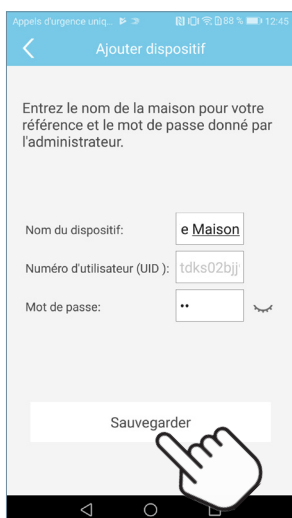 Appels d'urgence uniq... 88 % 12:45
Ajouter dispositif
Entrez le nom de la maison pour votre
référence et le mot de passe donné par
l'administrateur.
Nom du dispositif: e Maison
Numéro d'utilisateur (UID ): tdks02bjj
Mot de passe: ••
Sauvegarder